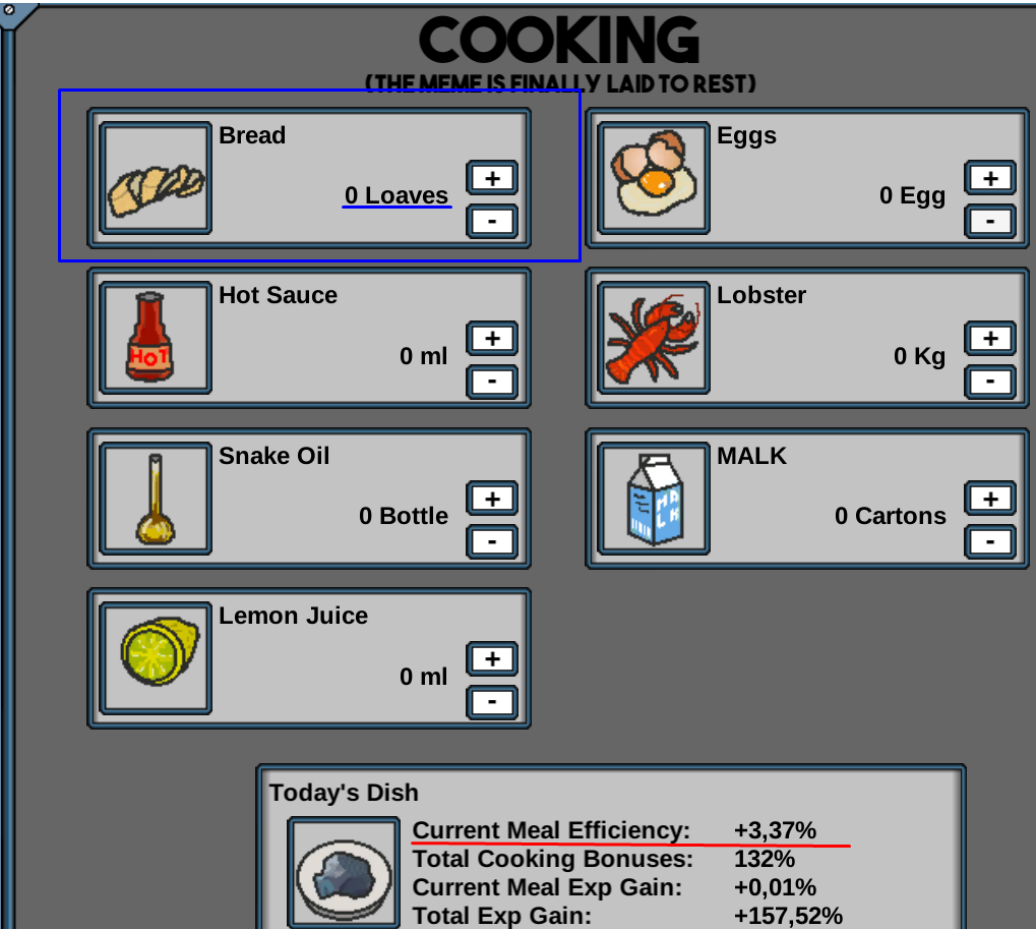 COOKING
(THE MEME IS FINALLY LAID TO REST)
Bread
0 Loaves
+
-
Eggs
0 Egg
+
-
Hot Sauce
HOT
0 ml
+
-
Lobster
0 Kg
+
-
Snake Oil
0 Bottle
+
-
MALK
MA
LK
0 Cartons
+
-
Lemon Juice
0 ml
+
-
Today's Dish
Current Meal Efficiency: +3,37%
Total Cooking Bonuses: 132%
Current Meal Exp Gain: +0,01%
Total Exp Gain: +157,52%